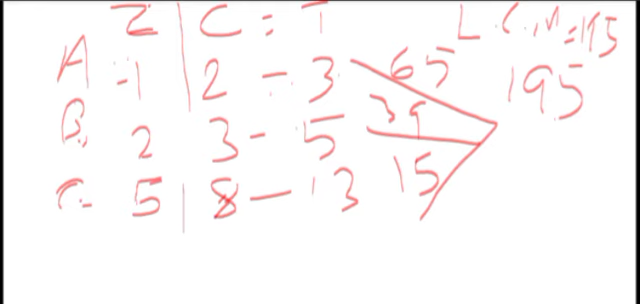 Z | C = T L.C.M = 195
A 1 2 - 3 65 195
B. 2 3 - 5 39
C- 5 | 8 - 13 15